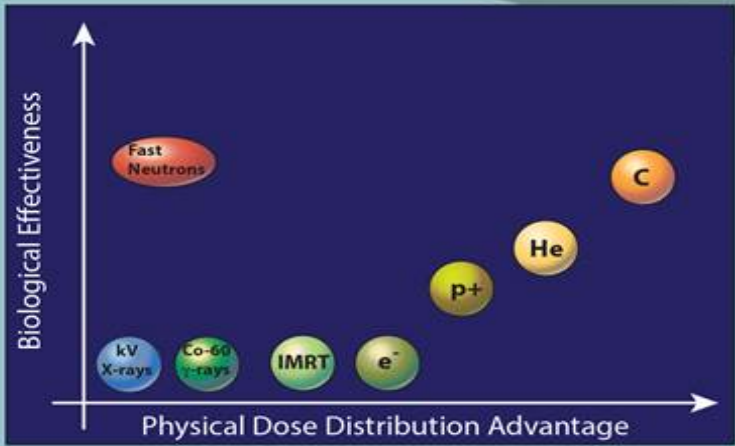 Biological Effectiveness
Fast
Neutrons
C
He
p+
kV
X-rays
Co-60
γ-rays
IMRT
e-
Physical Dose Distribution Advantage